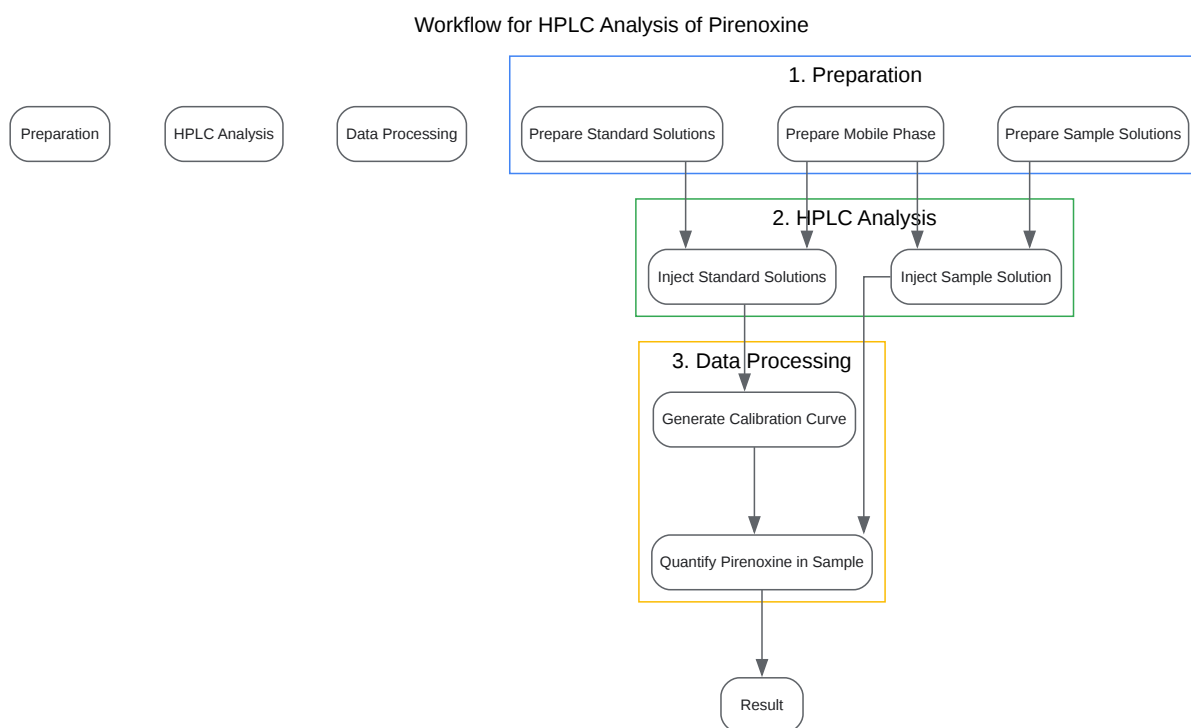 Workflow for HPLC Analysis of Pirenoxine
1. Preparation
Preparation
HPLC Analysis
Data Processing
Prepare Standard Solutions
Prepare Mobile Phase
Prepare Sample Solutions
2. HPLC Analysis
Inject Standard Solutions
Inject Sample Solution
3. Data Processing
Generate Calibration Curve
Quantify Pirenoxine in Sample
Result